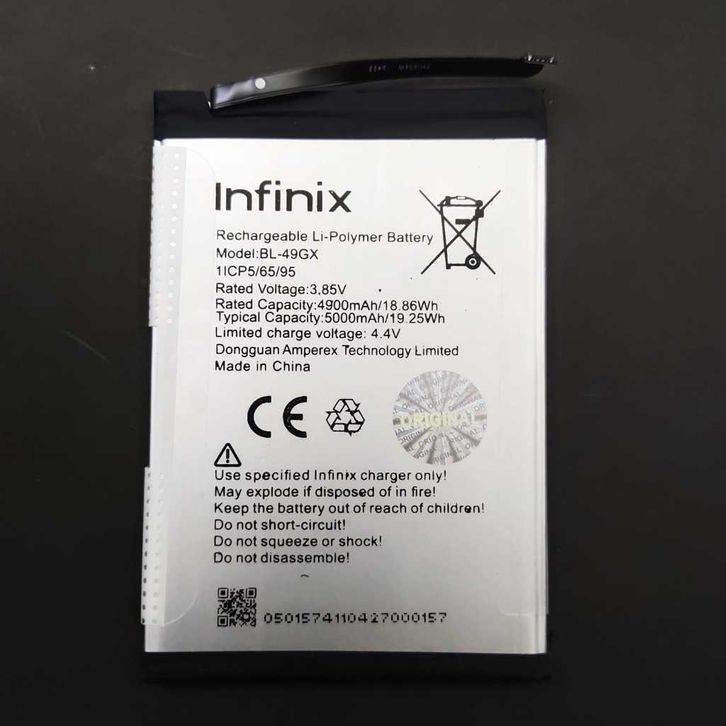 Infinix
Rechargeable Li-Polymer Battery
Model:BL-49GX
1ICP5/65/95
Rated Voltage:3.85V
Rated Capacity:4900mAh/18.86Wh
Typical Capacity:5000mAh/19.25Wh
Limited charge voltage: 4.4V
Dongguan Amperex Technology Limited
Made in China
CE
ORIGINAL
Use specified Infinix charger only!
May explode if disposed of in fire!
Keep the battery out of reach of children!
Do not short-circuit!
Do not squeeze or shock!
Do not disassemble!
0501574110427000157